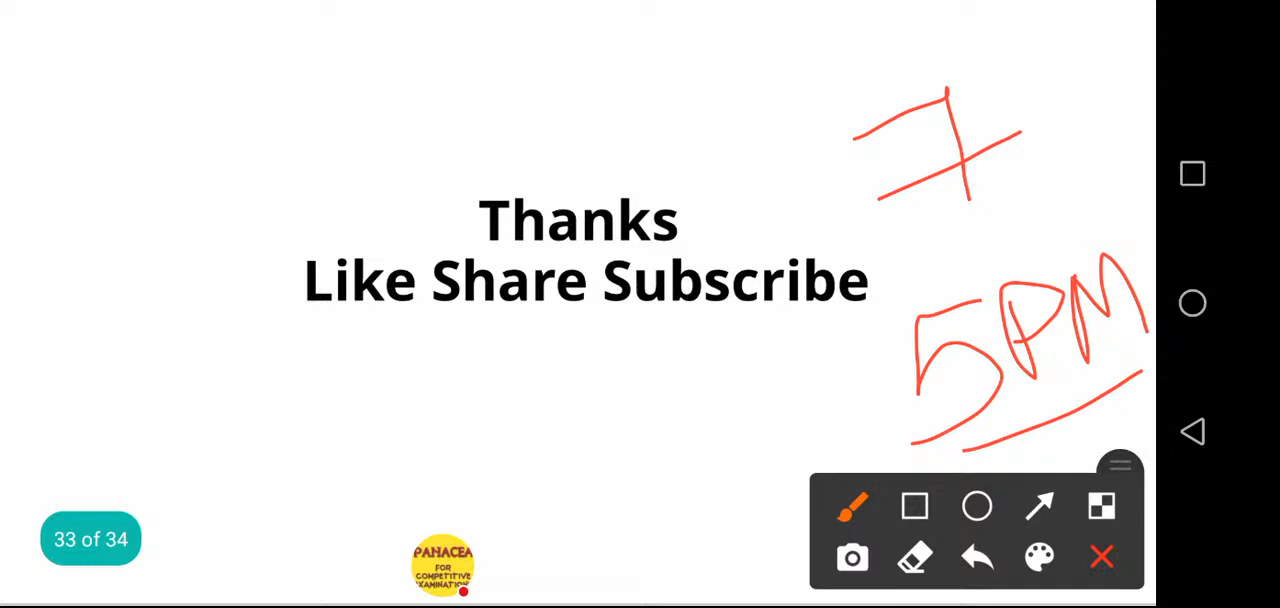 7
Thanks
Like Share Subscribe
5PM
33 of 34
PANACEA
FOR
COMPETITIVE
EXAMINATION